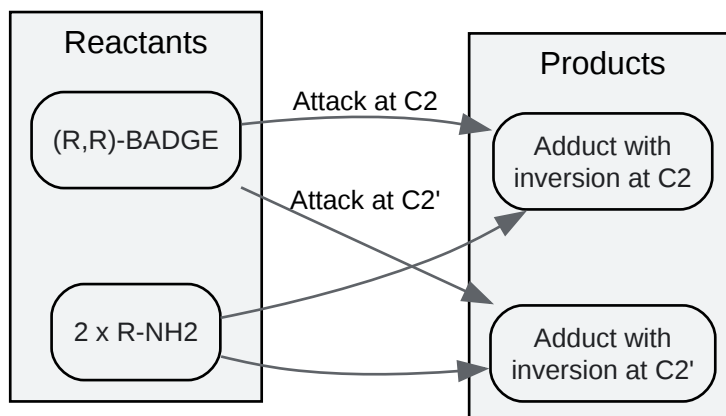 Reactants
Products
(R,R)-BADGE
Attack at C2
Adduct with
inversion at C2
Attack at C2'
2 x R-NH2
Adduct with
inversion at C2'